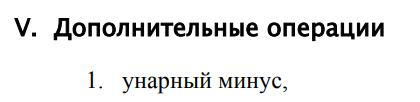 V. Дополнительные операции
1. унарный минус,